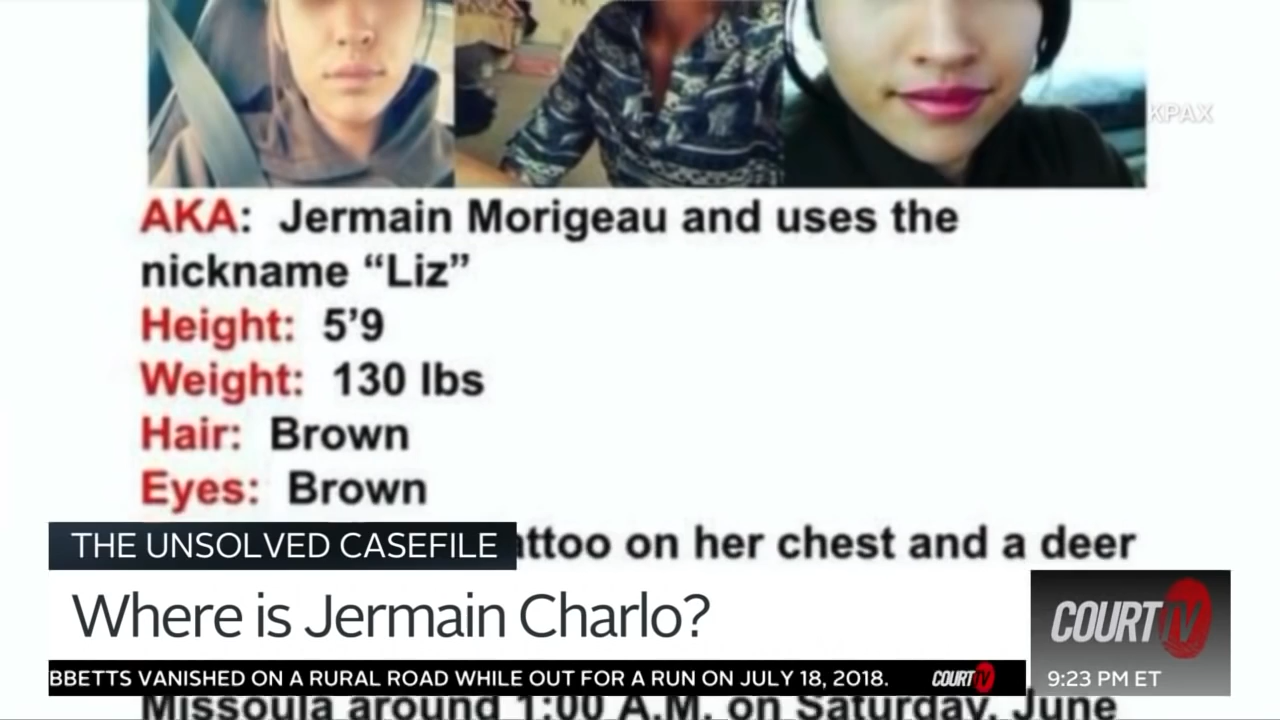 KPAX
AKA: Jermain Morigeau and uses the
nickname “Liz”
Height: 5’9
Weight: 130 lbs
Hair: Brown
Eyes: Brown
THE UNSOLVED CASEFILE
on her chest and a deer
Where is Jermain Charlo?
COURT TV
9:23 PM ET
VANISHED ON A RURAL ROAD WHILE OUT FOR A RUN ON JULY 18, 2018.
COURT TV
Missoula around 1:00 A.M. on Saturday, June